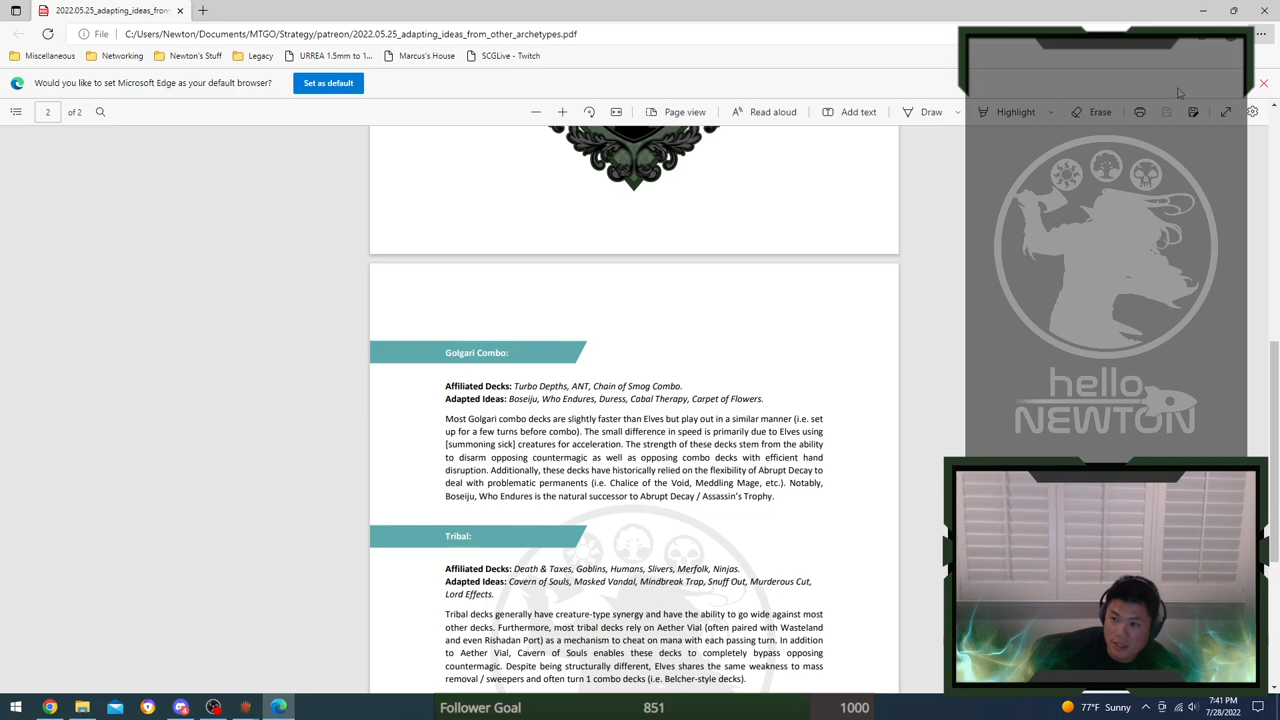 2022.05.25_adapting_ideas_from
File
C:/Users/Newton/Documents/MTGO/Strategy/patreon/2022.05.25_adapting_ideas_from_other_archetypes.pdf
Miscellaneous
Networking
Newton's Stuff
Legacy
URREA 1.5mm to 1...
Marcus's House
SCGLive - Twitch
Would you like to set Microsoft Edge as your default browser?
Set as default
2 of 2
Page view
Read aloud
Add text
Draw
Highlight
Erase
Golgari Combo:
Affiliated Decks: Turbo Depths, ANT, Chain of Smog Combo.
Adapted Ideas: Boseiju, Who Endures, Duress, Cabal Therapy, Carpet of Flowers.
Most Golgari combo decks are slightly faster than Elves but play out in a similar manner (i.e. set
up for a few turns before combo). The small difference in speed is primarily due to Elves using
[summoning sick] creatures for acceleration. The strength of these decks stem from the ability
to disarm opposing countermagic as well as opposing combo decks with efficient hand
disruption. Additionally, these decks have historically relied on the flexibility of Abrupt Decay to
deal with problematic permanents (i.e. Chalice of the Void, Meddling Mage, etc.). Notably,
Boseiju, Who Endures is the natural successor to Abrupt Decay / Assassin's Trophy.
Tribal:
Affiliated Decks: Death & Taxes, Goblins, Humans, Slivers, Merfolk, Ninjas.
Adapted Ideas: Cavern of Souls, Masked Vandal, Mindbreak Trap, Snuff Out, Murderous Cut,
Lord Effects.
Tribal decks generally have creature-type synergy and have the ability to go wide against most
other decks. Furthermore, most tribal decks rely on Aether Vial (often paired with Wasteland
and even Rishadan Port) as a mechanism to cheat on mana with each passing turn. In addition
to Aether Vial, Cavern of Souls enables these decks to completely bypass opposing
countermagic. Despite being structurally different, Elves shares the same weakness to mass
removal / sweepers and often turn 1 combo decks (i.e. Belcher-style decks).
hello
NEWTON
Follower Goal
851
1000
77°F Sunny
7:41 PM
7/28/2022